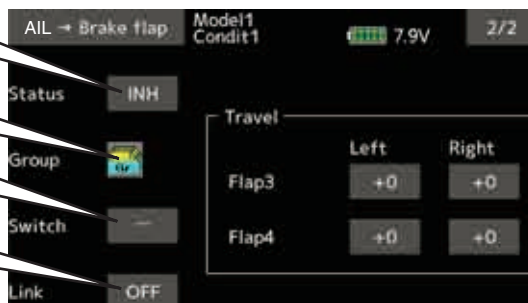 AIL → Brake flap
Model1
Condit1
7.9V
2/2
Status
INH
Travel
Left
Right
Group
Flap3
+0
+0
Switch
--
Flap4
+0
+0
Link
OFF